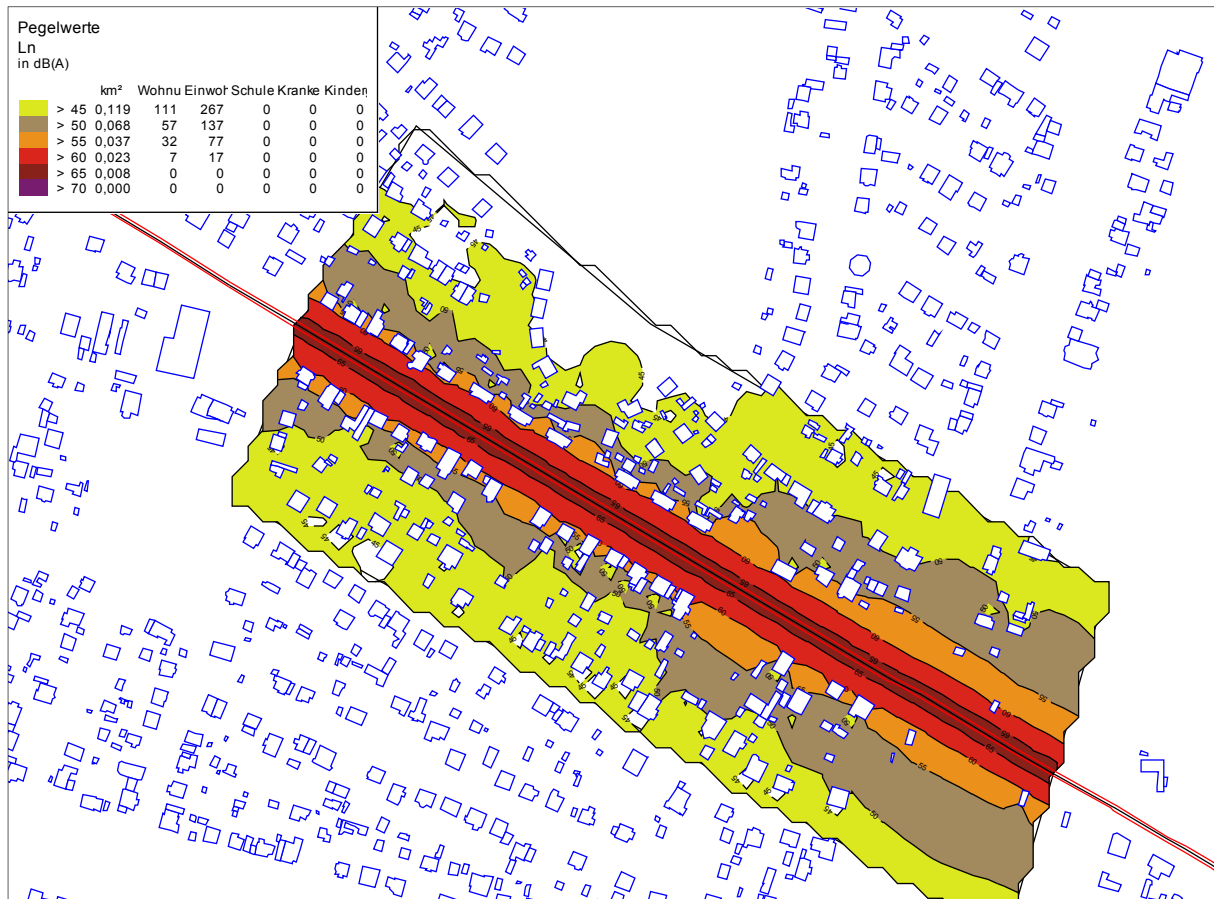 Pegelwerte
Ln
in dB(A)
km² Wohnu Einwoh Schule Kranke Kinder
> 45 0,119 111 267 0 0 0
> 50 0,068 57 137 0 0 0
> 55 0,037 32 77 0 0 0
> 60 0,023 7 17 0 0 0
> 65 0,008 0 0 0 0 0
> 70 0,000 0 0 0 0 0